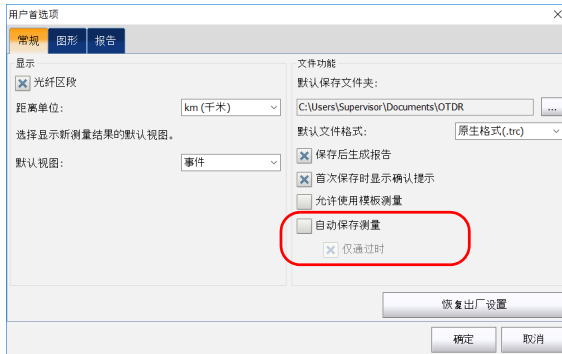 用户首选项
常规 图形 报告
显示
光纤区段
距离单位: km (千米)
选择显示新测量结果的默认视图。
默认视图: 事件
文件功能
默认保存文件夹:
C:\Users\Supervisor\Documents\OTDR ...
默认文件格式: 原生格式(.trc)
保存后生成报告
首次保存时显示确认提示
允许使用模板测量
自动保存测量
仅通过时
恢复出厂设置
确定 取消